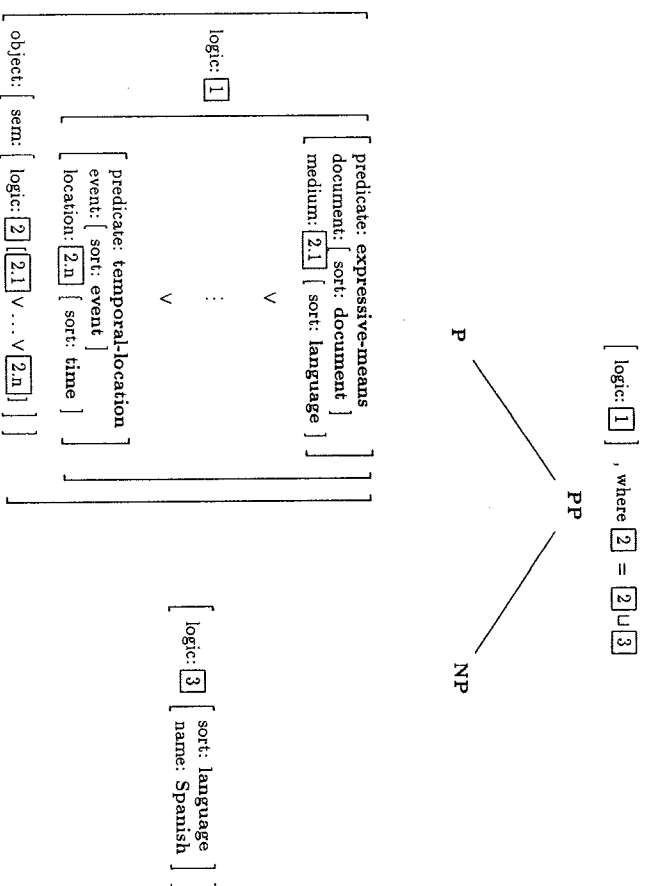 [ logic: [1] ] , where [2] = [2] ⊔ [3]
PP
P NP
predicate: expressive-means
document: [ sort: document ]
medium: [2.1] [ sort: language ]
∨
logic: [1] ⋮
∨
predicate: temporal-location
event: [ sort: event ]
location: [2.n] [ sort: time ]
object: [ sem: [ logic: [2] [ [2.1] ∨ ... ∨ [2.n] ] ] ]
logic: [3] sort: language
name: Spanish